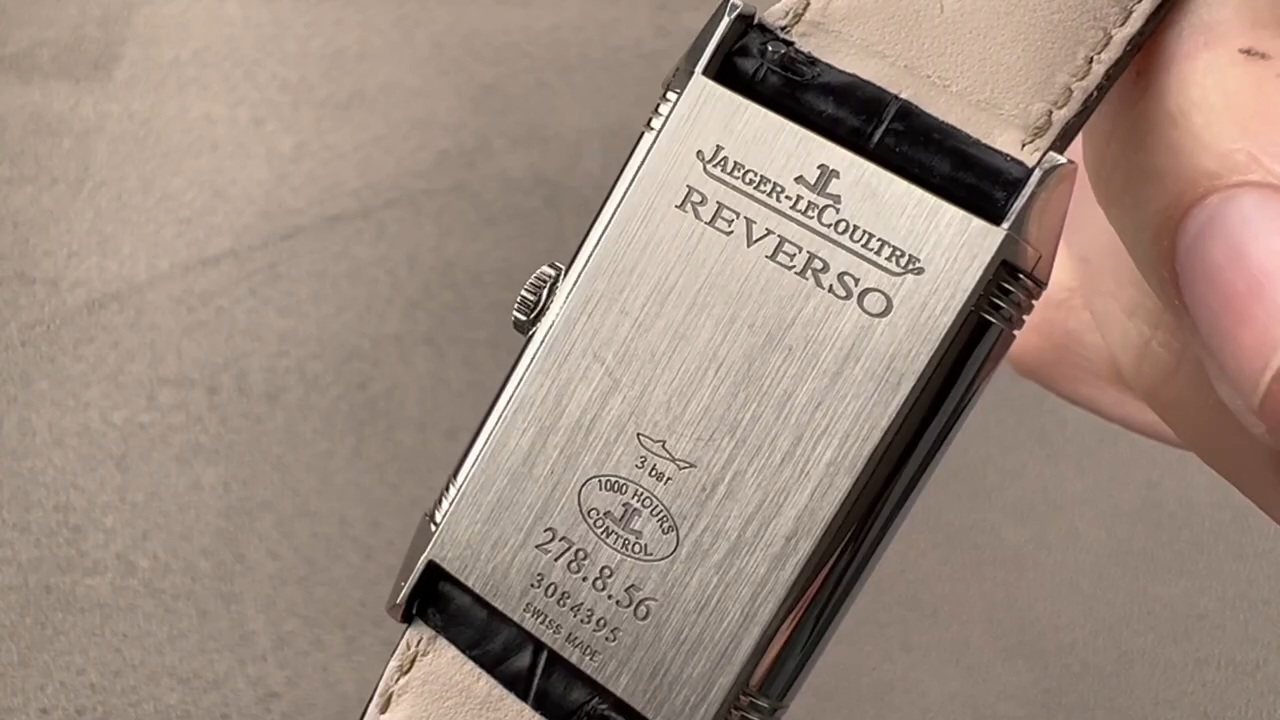 JAEGER-LECOULTRE
REVERSO
3 bar
1000 HOURS
CONTROL
278.8.56
3084395
SWISS MADE